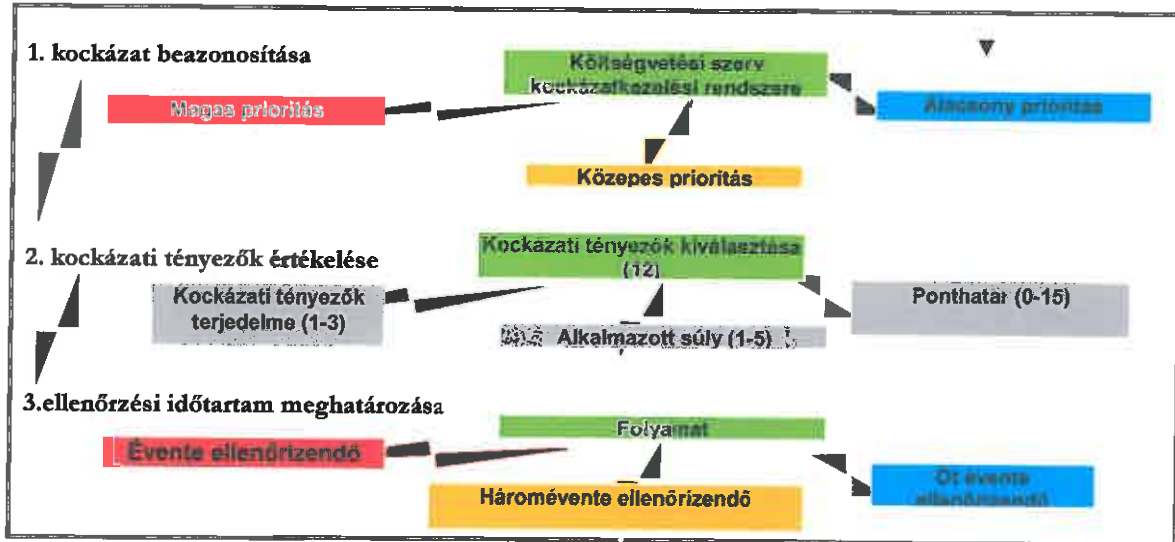 1. kockázat beazonosítása
Költségvetési szerv
kockázatkezelési rendszere
Magas prioritás
Alacsony prioritás
Közepes prioritás
2. kockázati tényezők értékelése
Kockázati tényezők kiválasztása
(12)
Kockázati tényezők
terjedelme (1-3)
Ponthatár (0-15)
Alkalmazott súly (1-5)
3.ellenőrzési időtartam meghatározása
Folyamat
Évente ellenőrizendő
Háromévente ellenőrizendő
Öt évente
ellenőrizendő